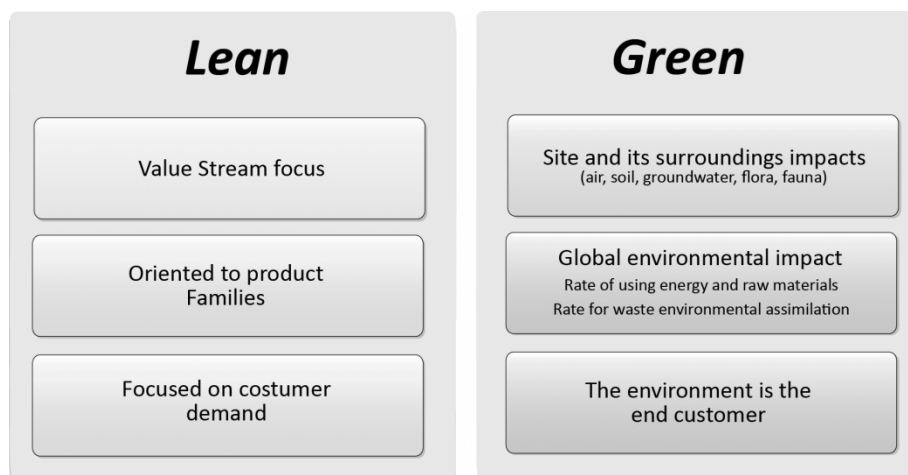 Lean
Value Stream focus
Oriented to product
Families
Focused on costumer
demand
Green
Site and its surroundings impacts
(air, soil, groundwater, flora, fauna)
Global environmental impact
Rate of using energy and raw materials
Rate for waste environmental assimilation
The environment is the
end customer